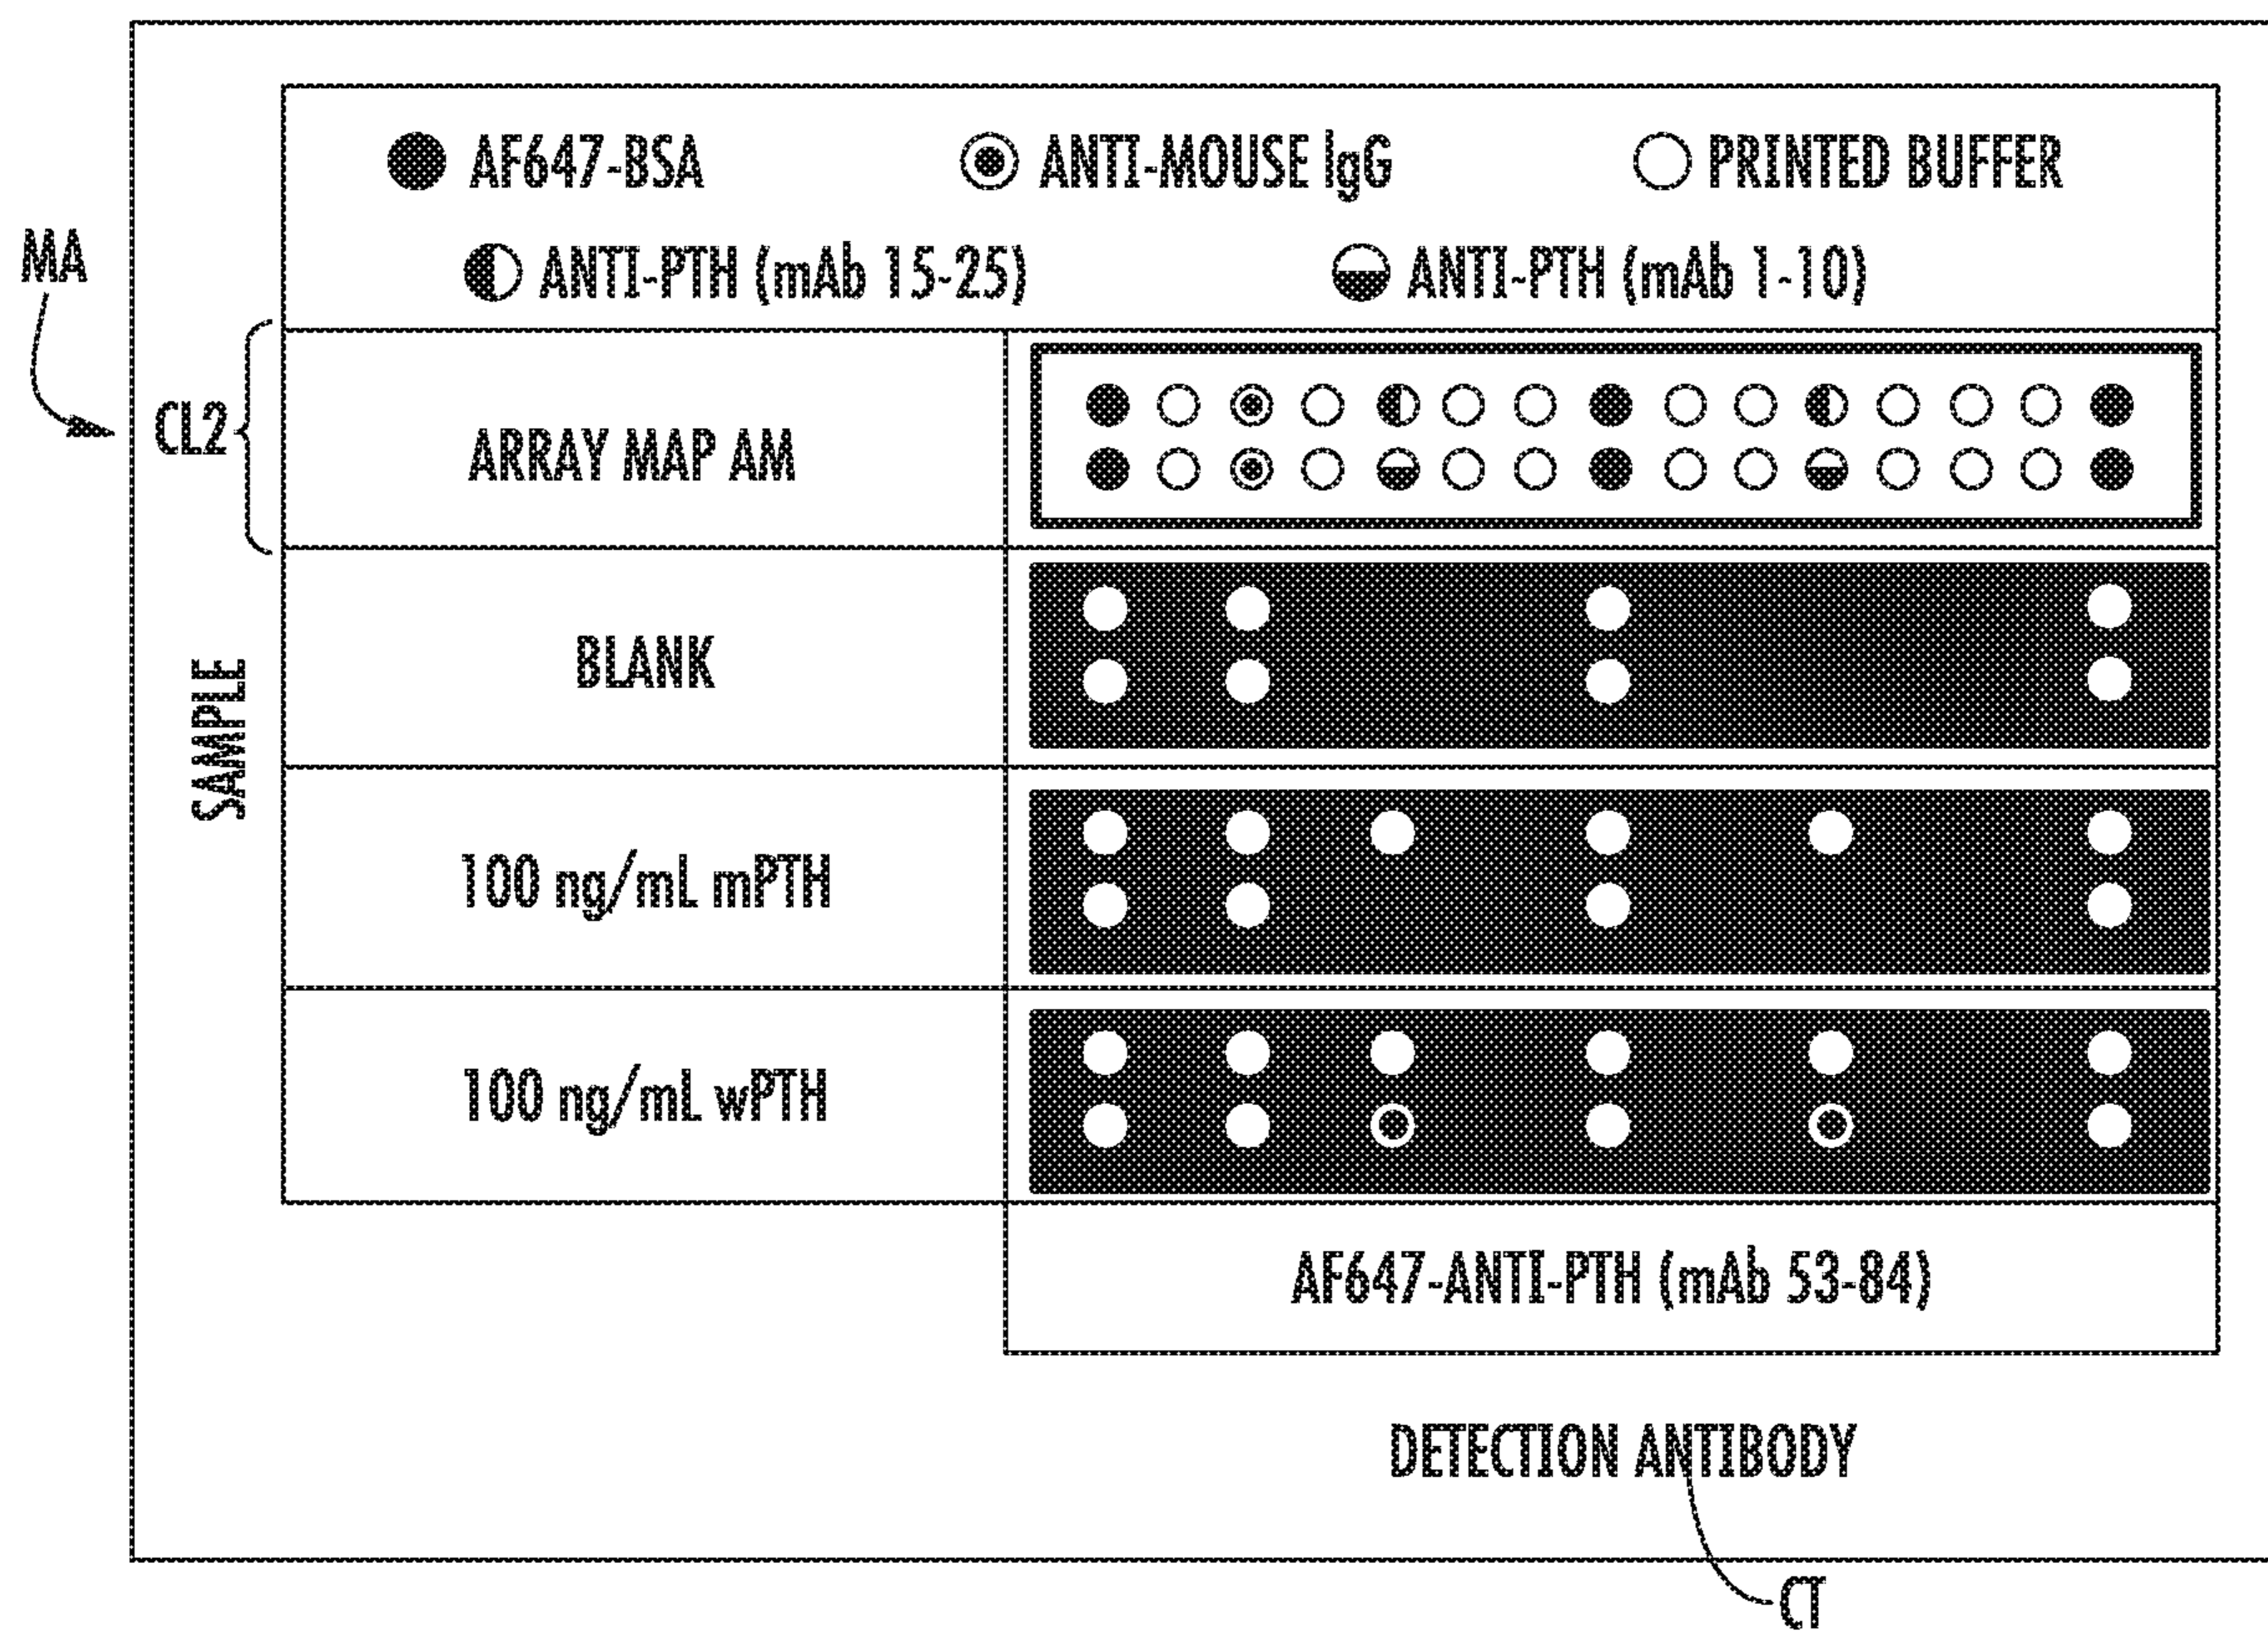 AF647-BSA
ANTI-MOUSE IgG
PRINTED BUFFER
ANTI-PTH (mAb 15-25)
ANTI-PTH (mAb 1-10)
MA
CL2
ARRAY MAP AM
SAMPLE
BLANK
100 ng/mL mPTH
100 ng/mL wPTH
AF647-ANTI-PTH (mAb 53-84)
DETECTION ANTIBODY
CT